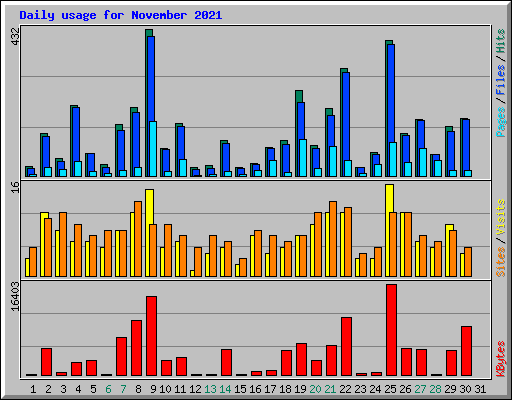 Daily usage for November 2021
432
Pages / Files / Hits
16
Sites / Visits
16403
KBytes
1 2 3 4 5 6 7 8 9 10 11 12 13 14 15 16 17 18 19 20 21 22 23 24 25 26 27 28 29 30 31